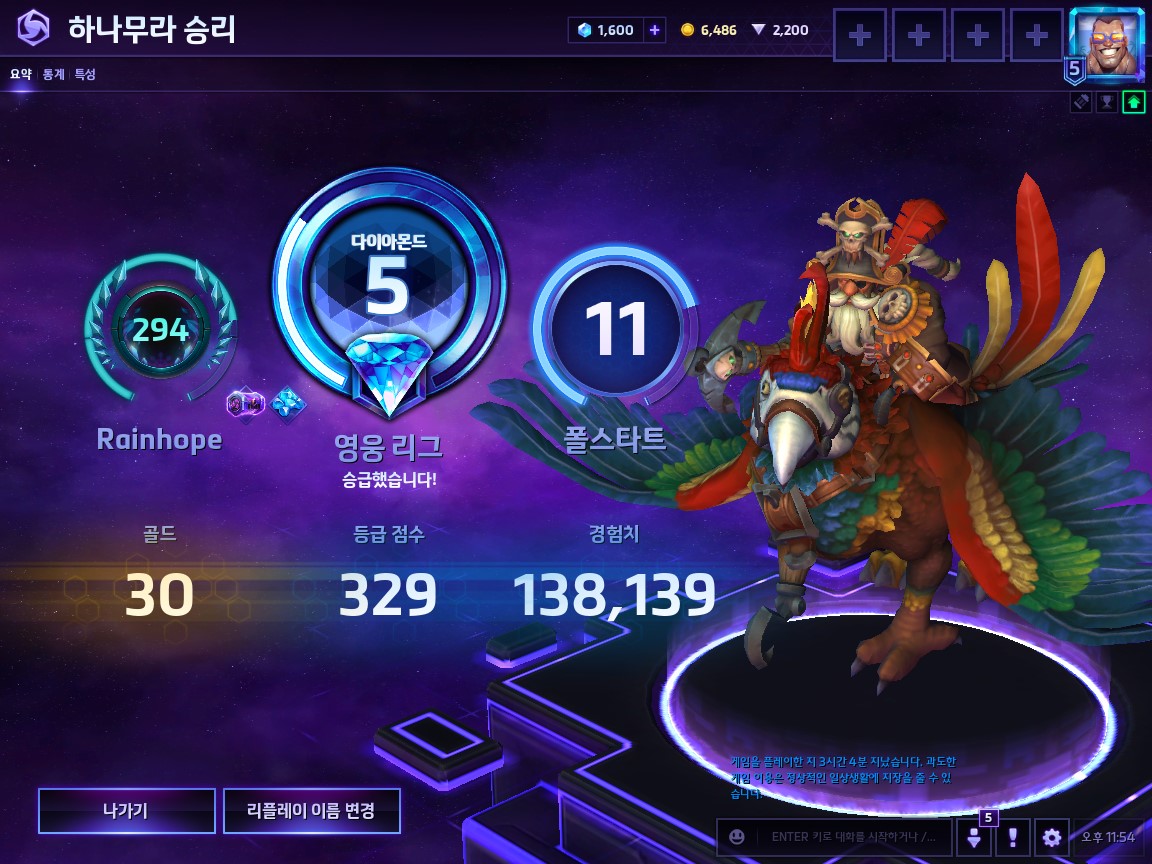 하나무라 승리
1,600
6,486
2,200
5
요약 통계 특성
294
Rainhope
다이아몬드
5
영웅 리그
승급했습니다!
11
폴스타트
골드
30
등급 점수
329
경험치
138,139
게임을 플레이한 지 3시간 4분 지났습니다. 과도한
게임 이용은 정상적인 일상생활에 지장을 줄 수 있
습니다.
나가기
리플레이 이름 변경
ENTER 키로 대화를 시작하거나 /...
5
오후 11:54